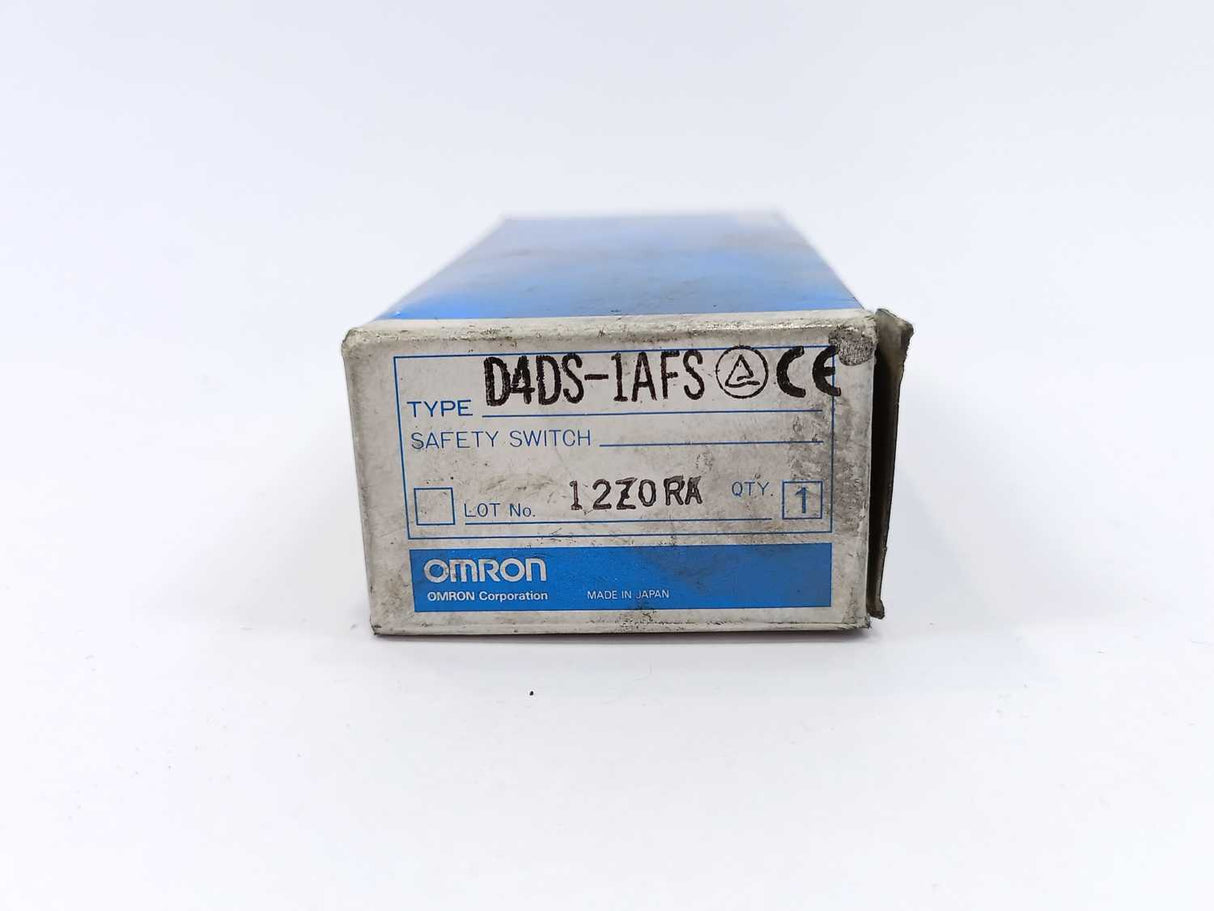 TYPE D4DS-1AFS CE
SAFETY SWITCH
LOT No. 12Z0RA QTY. 1
OMRON
OMRON Corporation MADE IN JAPAN